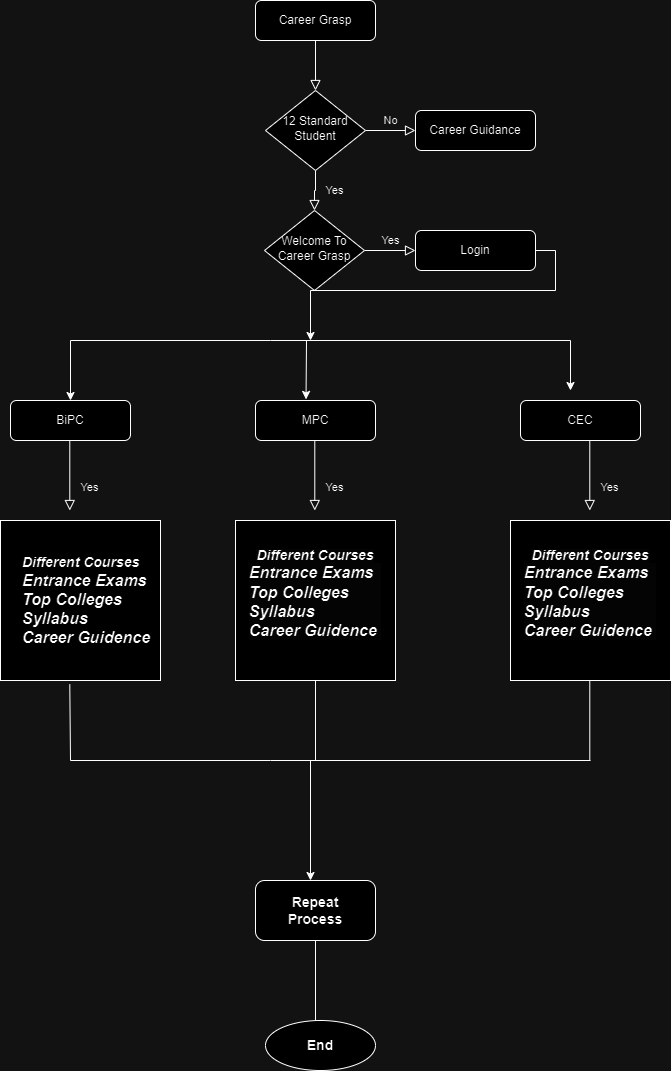 Career Grasp
12 Standard
Student
No
Career Guidance
Yes
Welcome To
Career Grasp
Yes
Login
BiPC
MPC
CEC
Yes
Yes
Yes
Different Courses
Entrance Exams
Top Colleges
Syllabus
Career Guidence
Different Courses
Entrance Exams
Top Colleges
Syllabus
Career Guidence
Different Courses
Entrance Exams
Top Colleges
Syllabus
Career Guidence
Repeat
Process
End